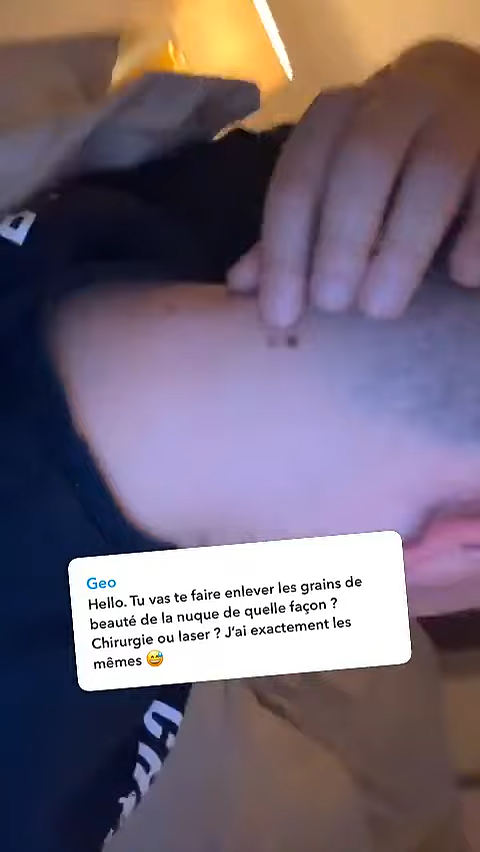 Geo
Hello. Tu vas te faire enlever les grains de
beauté de la nuque de quelle façon ?
Chirurgie ou laser ? J'ai exactement les
mêmes 😅